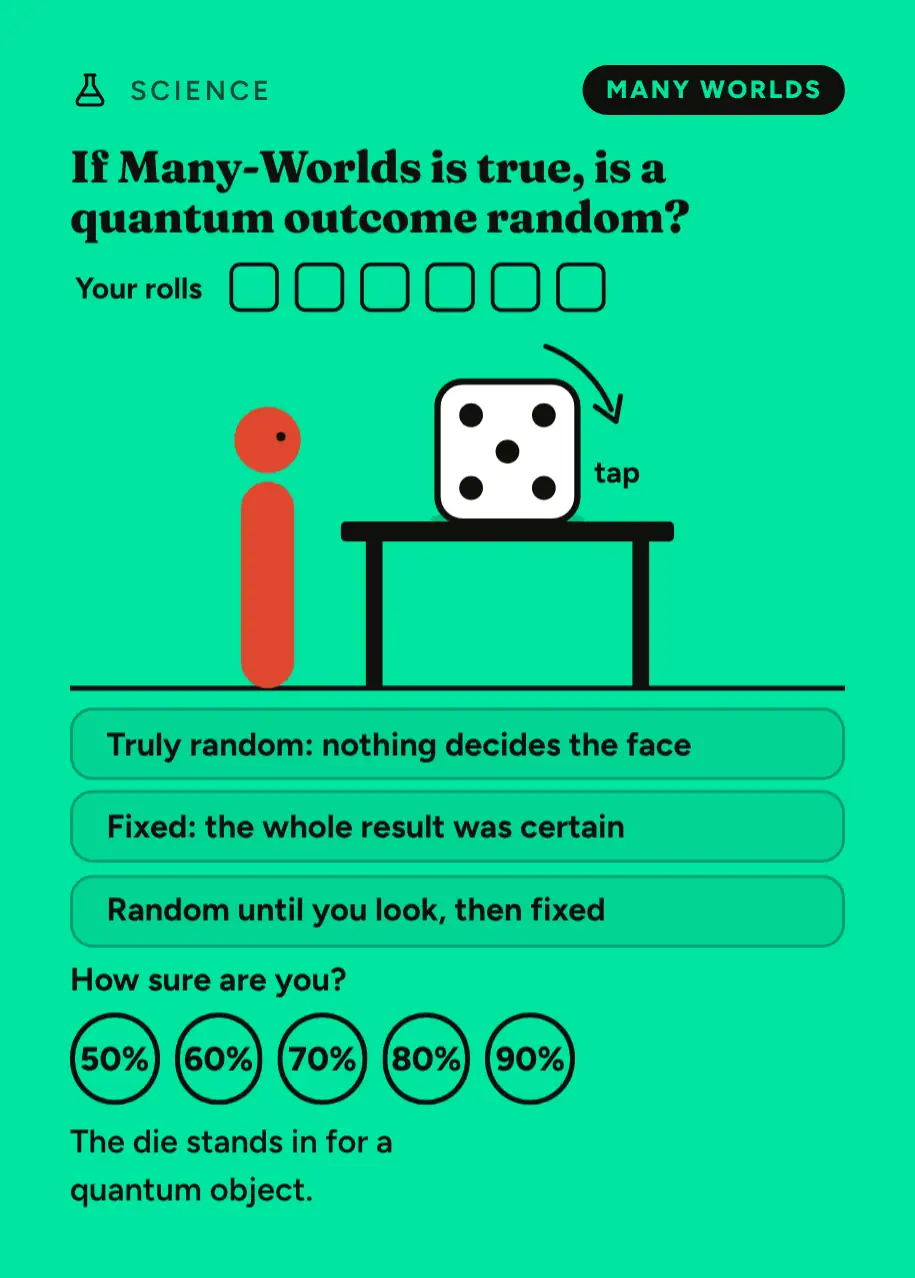 SCIENCE
MANY WORLDS
If Many-Worlds is true, is a
quantum outcome random?
Your rolls
tap
Truly random: nothing decides the face
Fixed: the whole result was certain
Random until you look, then fixed
How sure are you?
50% 60% 70% 80% 90%
The die stands in for a
quantum object.